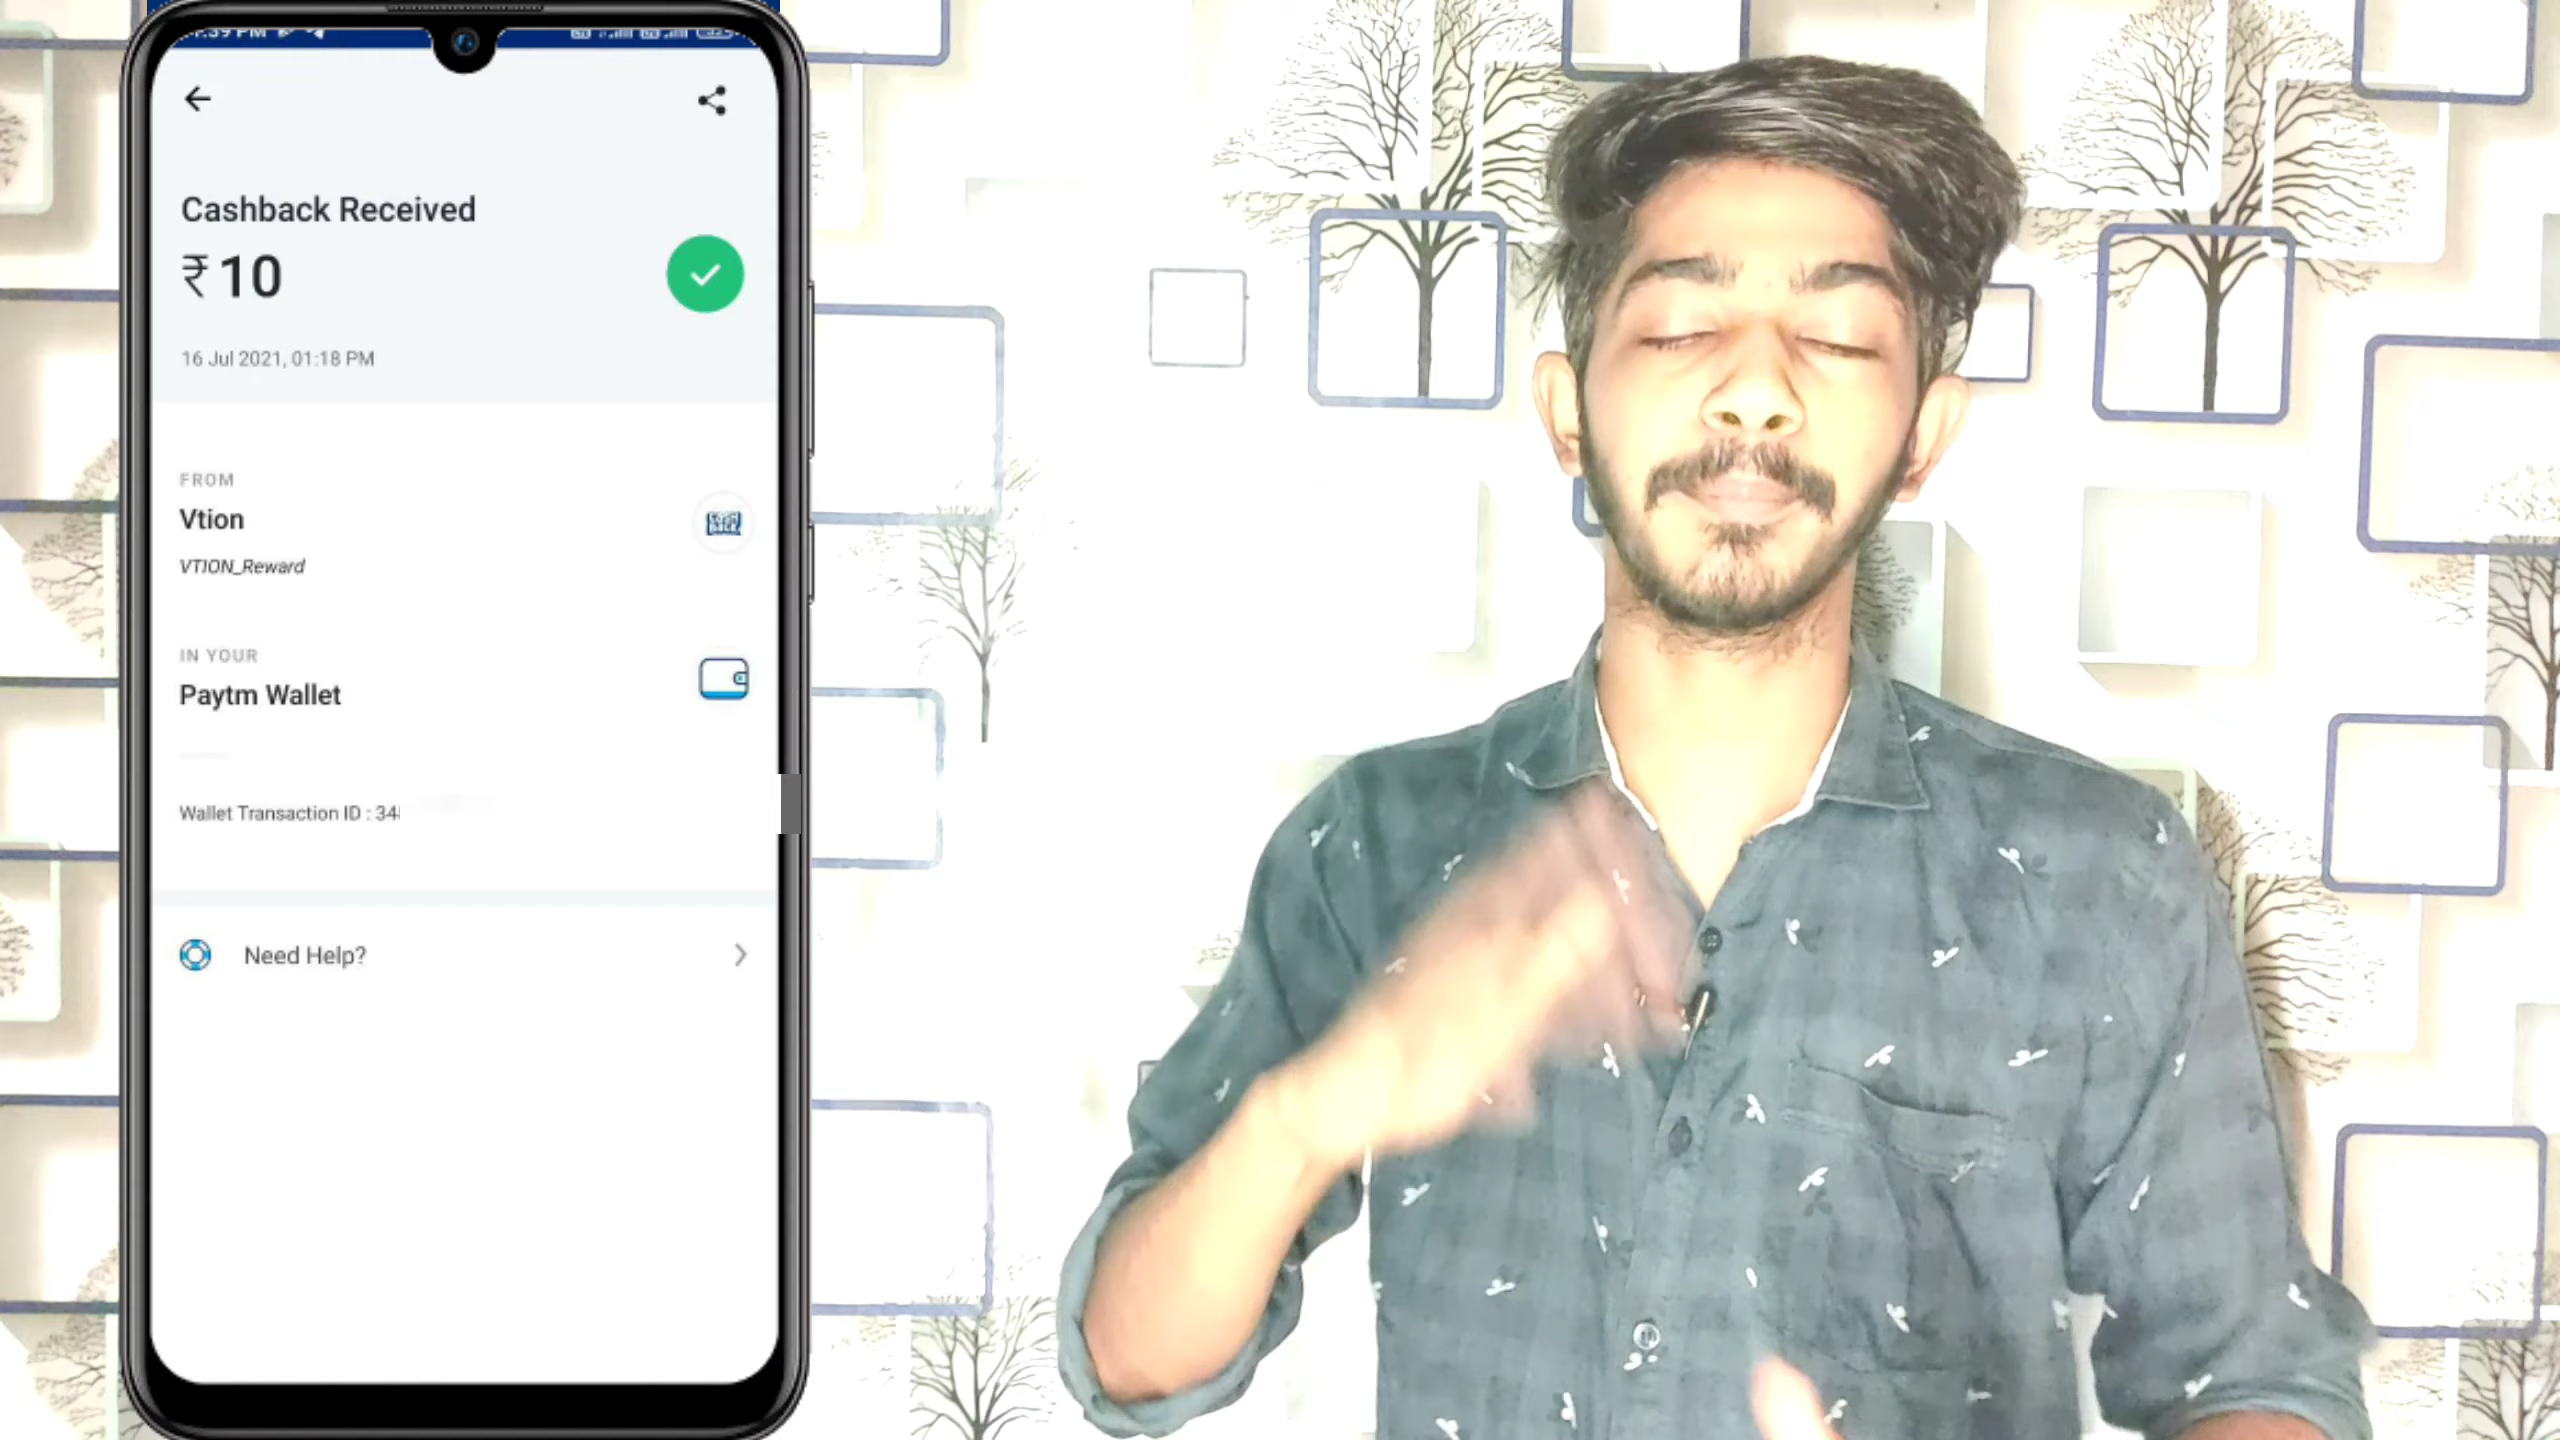 Cashback Received
₹10
16 Jul 2021, 01:18 PM
FROM
Vtion
VTION_Reward
IN YOUR
Paytm Wallet
Wallet Transaction ID : 34
Need Help?